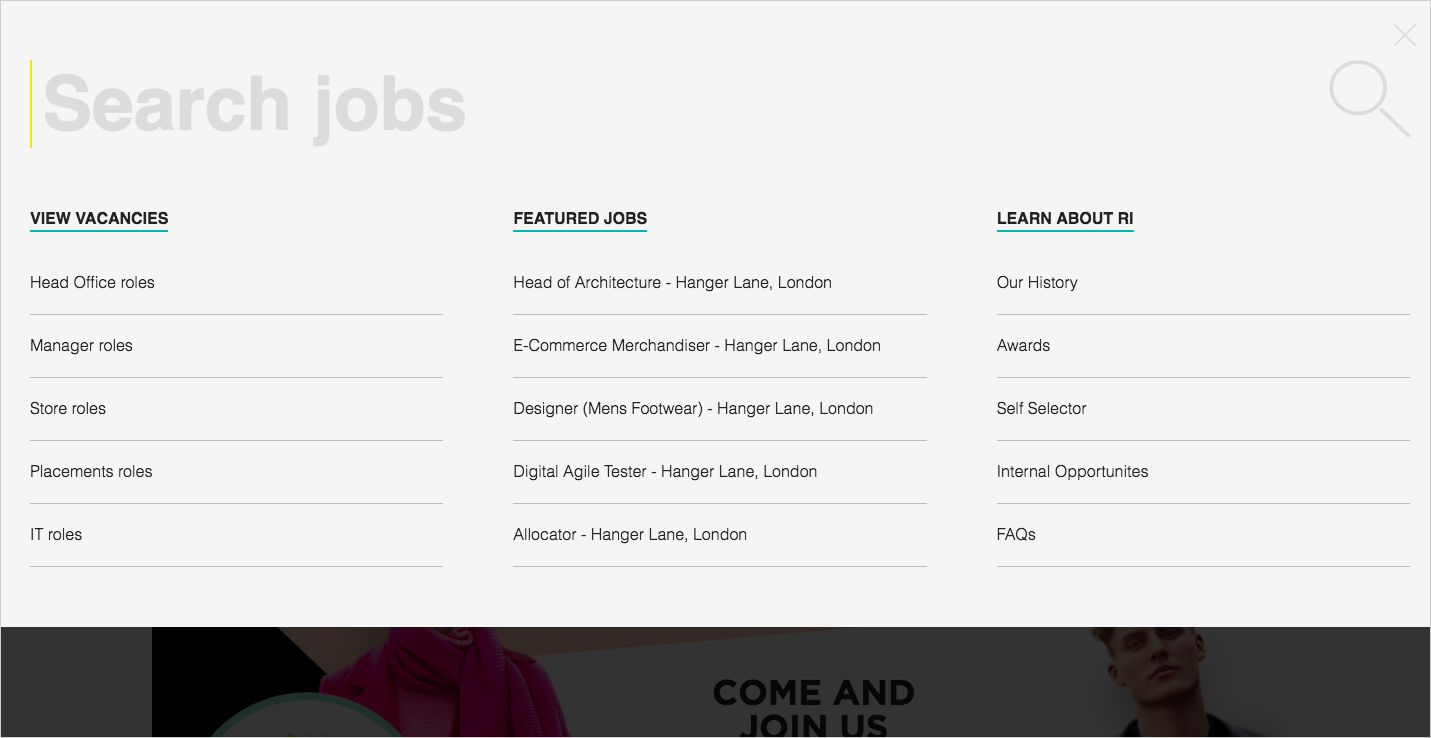 Search jobs
VIEW VACANCIES
Head Office roles
Manager roles
Store roles
Placements roles
IT roles
FEATURED JOBS
Head of Architecture - Hanger Lane, London
E-Commerce Merchandiser - Hanger Lane, London
Designer (Mens Footwear) - Hanger Lane, London
Digital Agile Tester - Hanger Lane, London
Allocator - Hanger Lane, London
LEARN ABOUT RI
Our History
Awards
Self Selector
Internal Opportunites
FAQs
COME AND
JOIN US